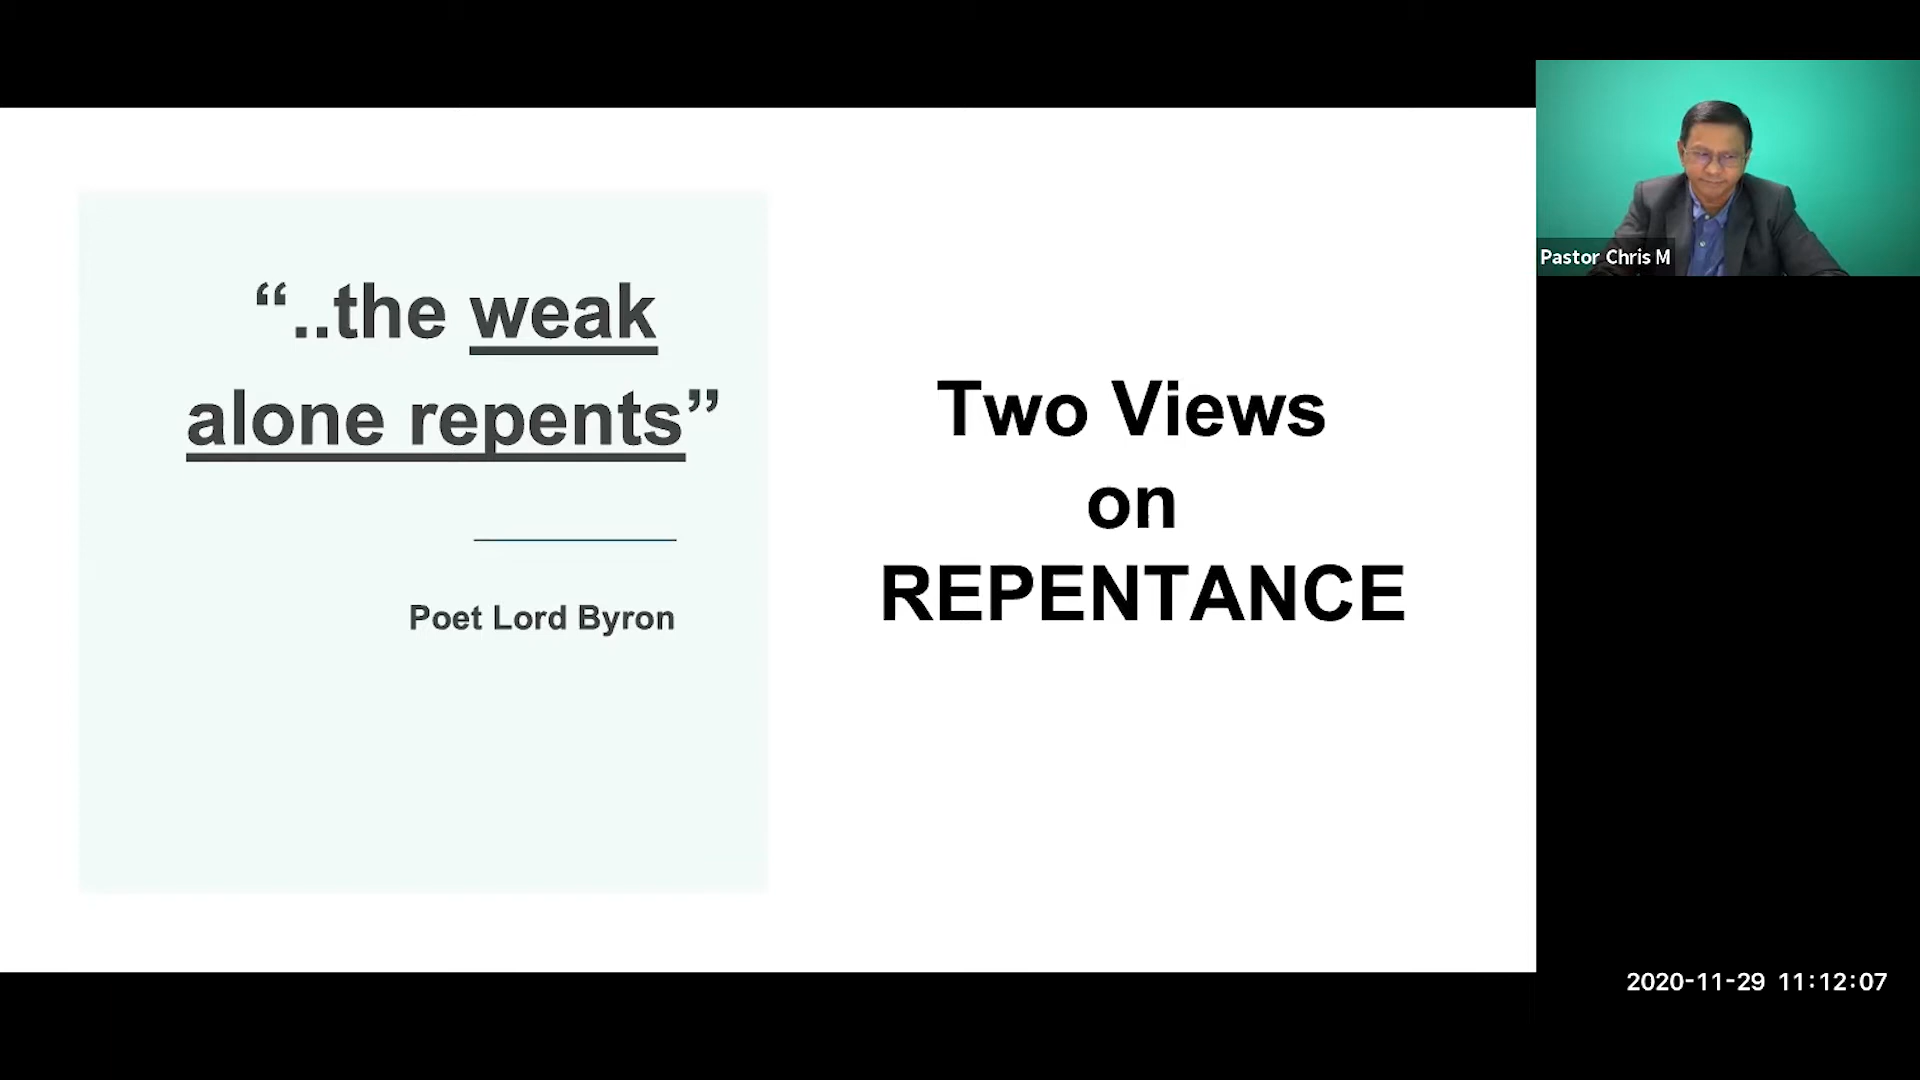 “..the weak
alone repents”
Poet Lord Byron
Two Views
on
REPENTANCE
Pastor Chris M
2020-11-29 11:12:07